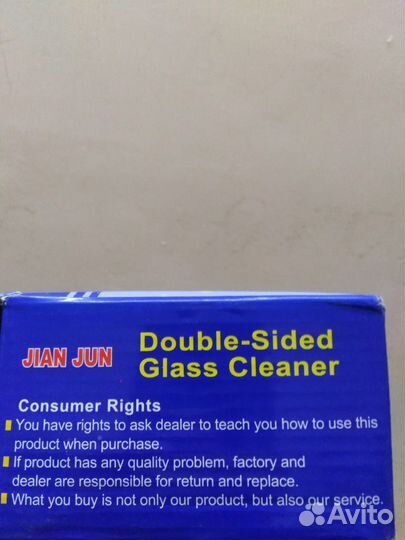 JIAN JUN
Double-Sided
Glass Cleaner
Consumer Rights
You have rights to ask dealer to teach you how to use this
product when purchase.
If product has any quality problem, factory and
dealer are responsible for return and replace.
What you buy is not only our product, but also our service.
Avito